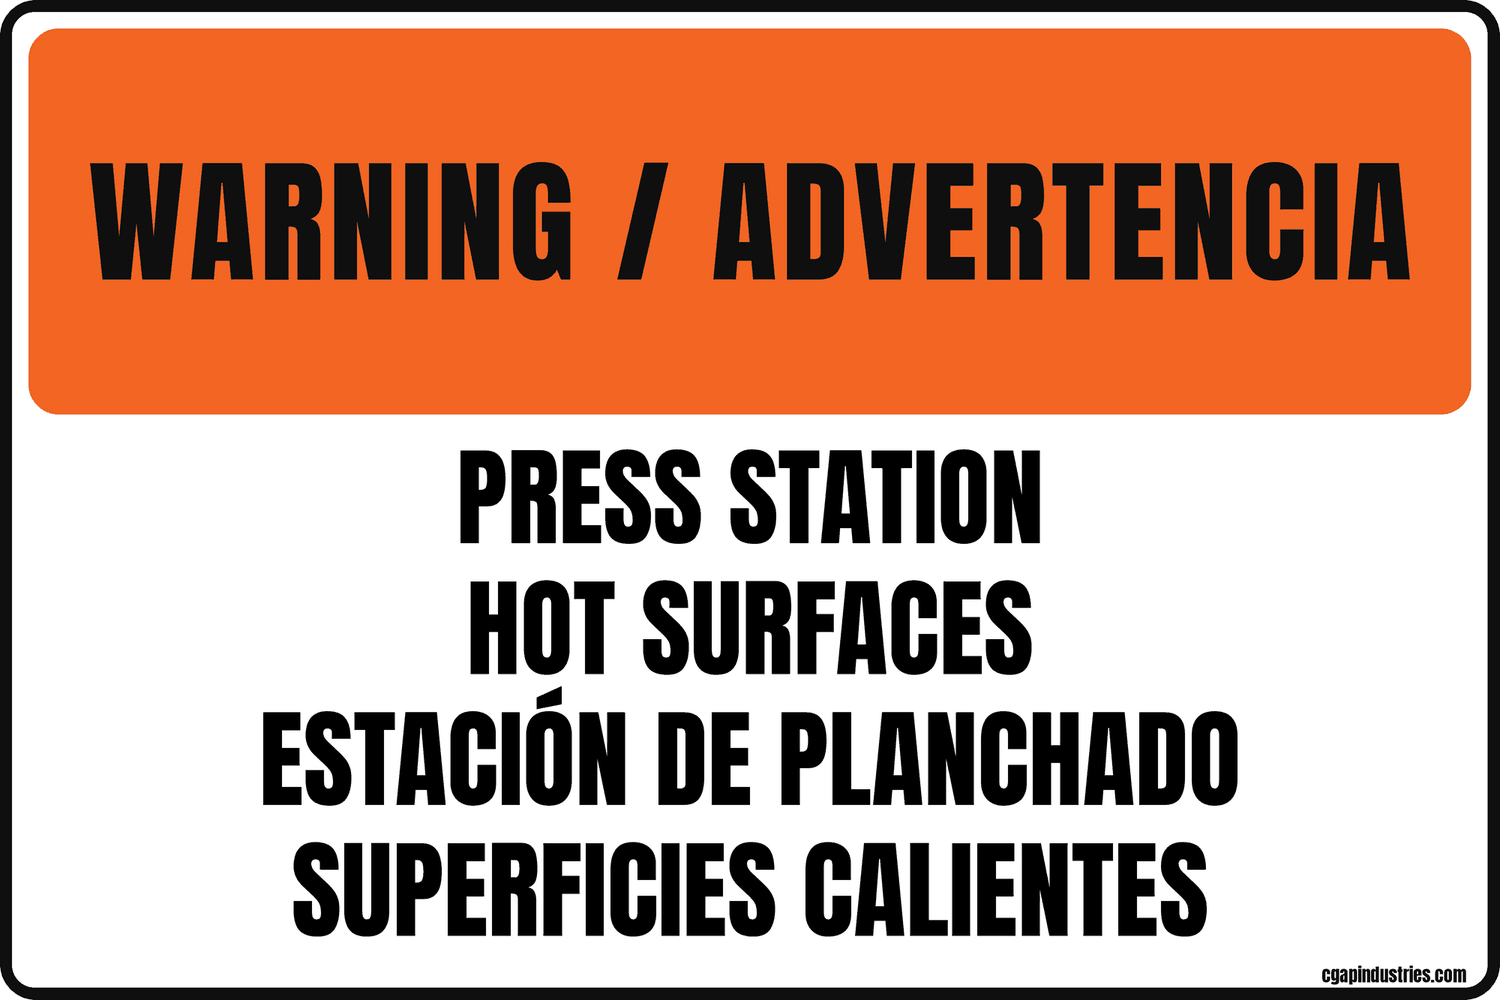 WARNING / ADVERTENCIA
PRESS STATION
HOT SURFACES
ESTACIÓN DE PLANCHADO
SUPERFICIES CALIENTES
cgapindustries.com